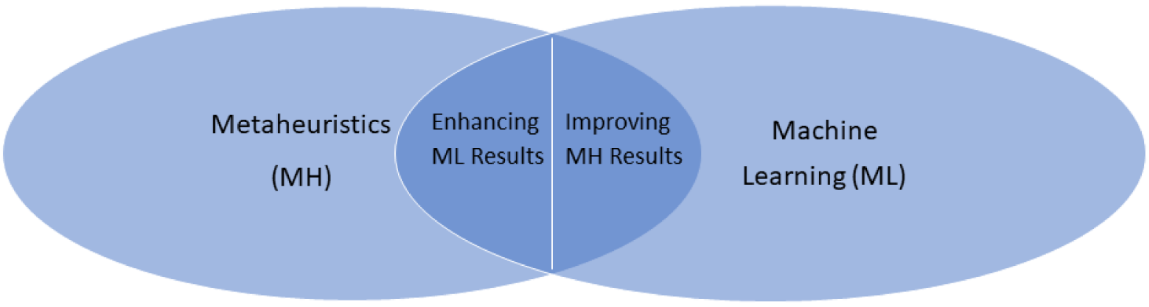 Metaheuristics
(MH)
Enhancing
ML Results
Improving
MH Results
Machine
Learning (ML)